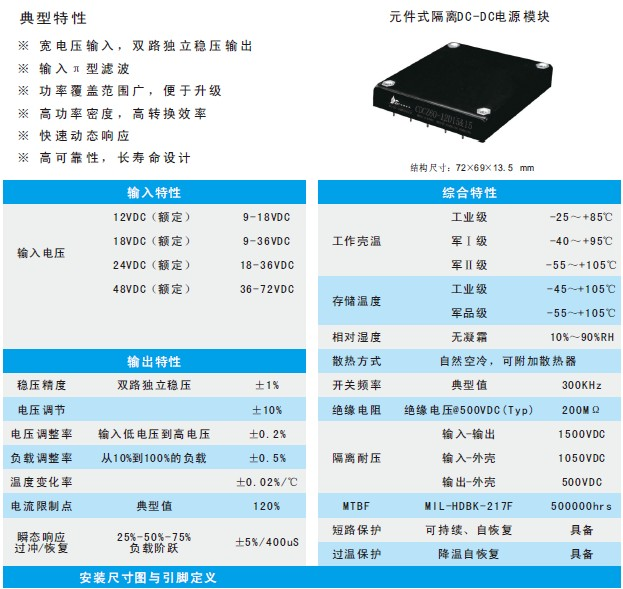 典型特性
※ 宽电压输入，双路独立稳压输出
※ 输入π型滤波
※ 功率覆盖范围广，便于升级
※ 高功率密度，高转换效率
※ 快速动态响应
※ 高可靠性，长寿命设计
元件式隔离DC-DC电源模块
结构尺寸：72×69×13.5 mm
输入特性
输入电压
12VDC（额定） 9-18VDC
18VDC（额定） 9-36VDC
24VDC（额定） 18-36VDC
48VDC（额定） 36-72VDC
输出特性
稳压精度 双路独立稳压 ±1%
电压调节 ±10%
电压调整率 输入低电压到高电压 ±0.2%
负载调整率 从10%到100%的负载 ±0.5%
温度变化率 ±0.02%/℃
电流限制点 典型值 120%
瞬态响应 25%-50%-75% ±5%/400uS
过冲/恢复 负载阶跃
综合特性
工作壳温
工业级 -25～+85℃
军Ⅰ级 -40～+95℃
军Ⅱ级 -55～+105℃
存储温度
工业级 -45～+105℃
军品级 -55～+105℃
相对湿度 无凝霜 10%～90%RH
散热方式 自然空冷，可附加散热器
开关频率 典型值 300KHz
绝缘电阻 绝缘电压@500VDC(Typ) 200MΩ
隔离耐压
输入-输出 1500VDC
输入-外壳 1050VDC
输出-外壳 500VDC
MTBF MIL-HDBK-217F 500000hrs
短路保护 可持续、自恢复 具备
过温保护 降温自恢复 具备
安装尺寸图与引脚定义